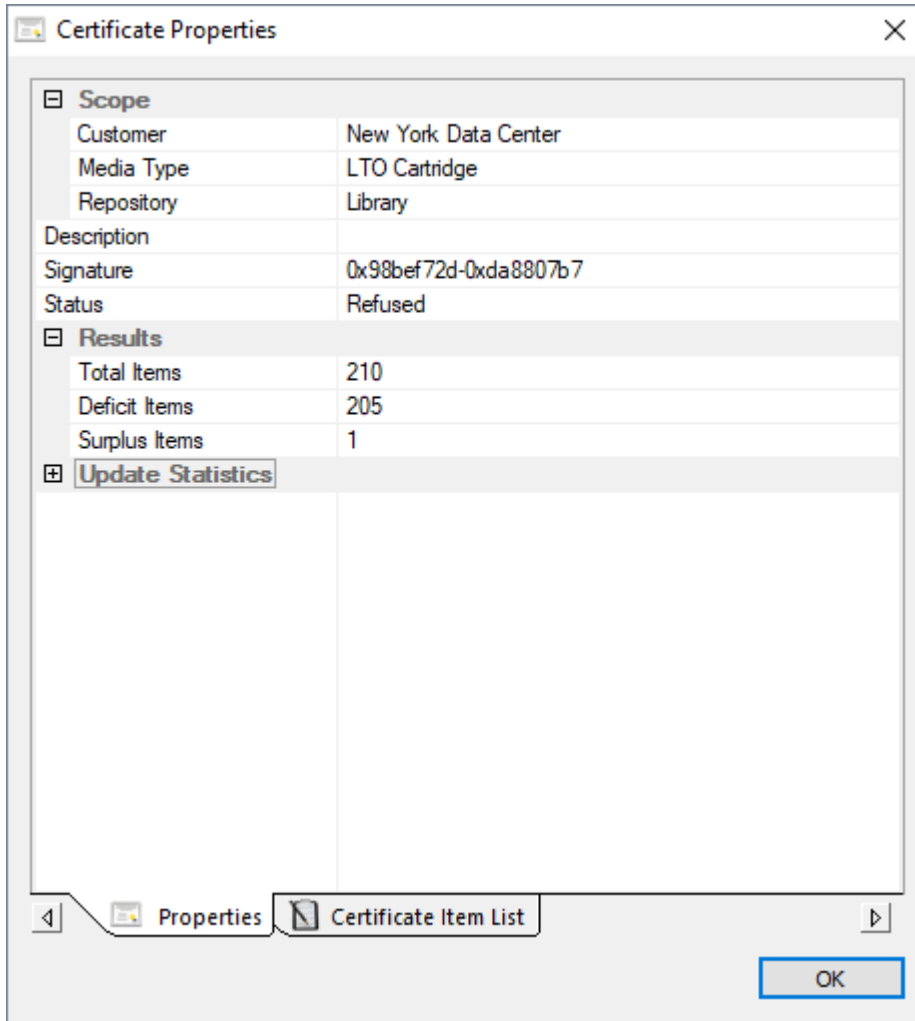 Certificate Properties
Scope
Customer New York Data Center
Media Type LTO Cartridge
Repository Library
Description
Signature 0x98bef72d-0xda8807b7
Status Refused
Results
Total Items 210
Deficit Items 205
Surplus Items 1
Update Statistics
Properties Certificate Item List
OK